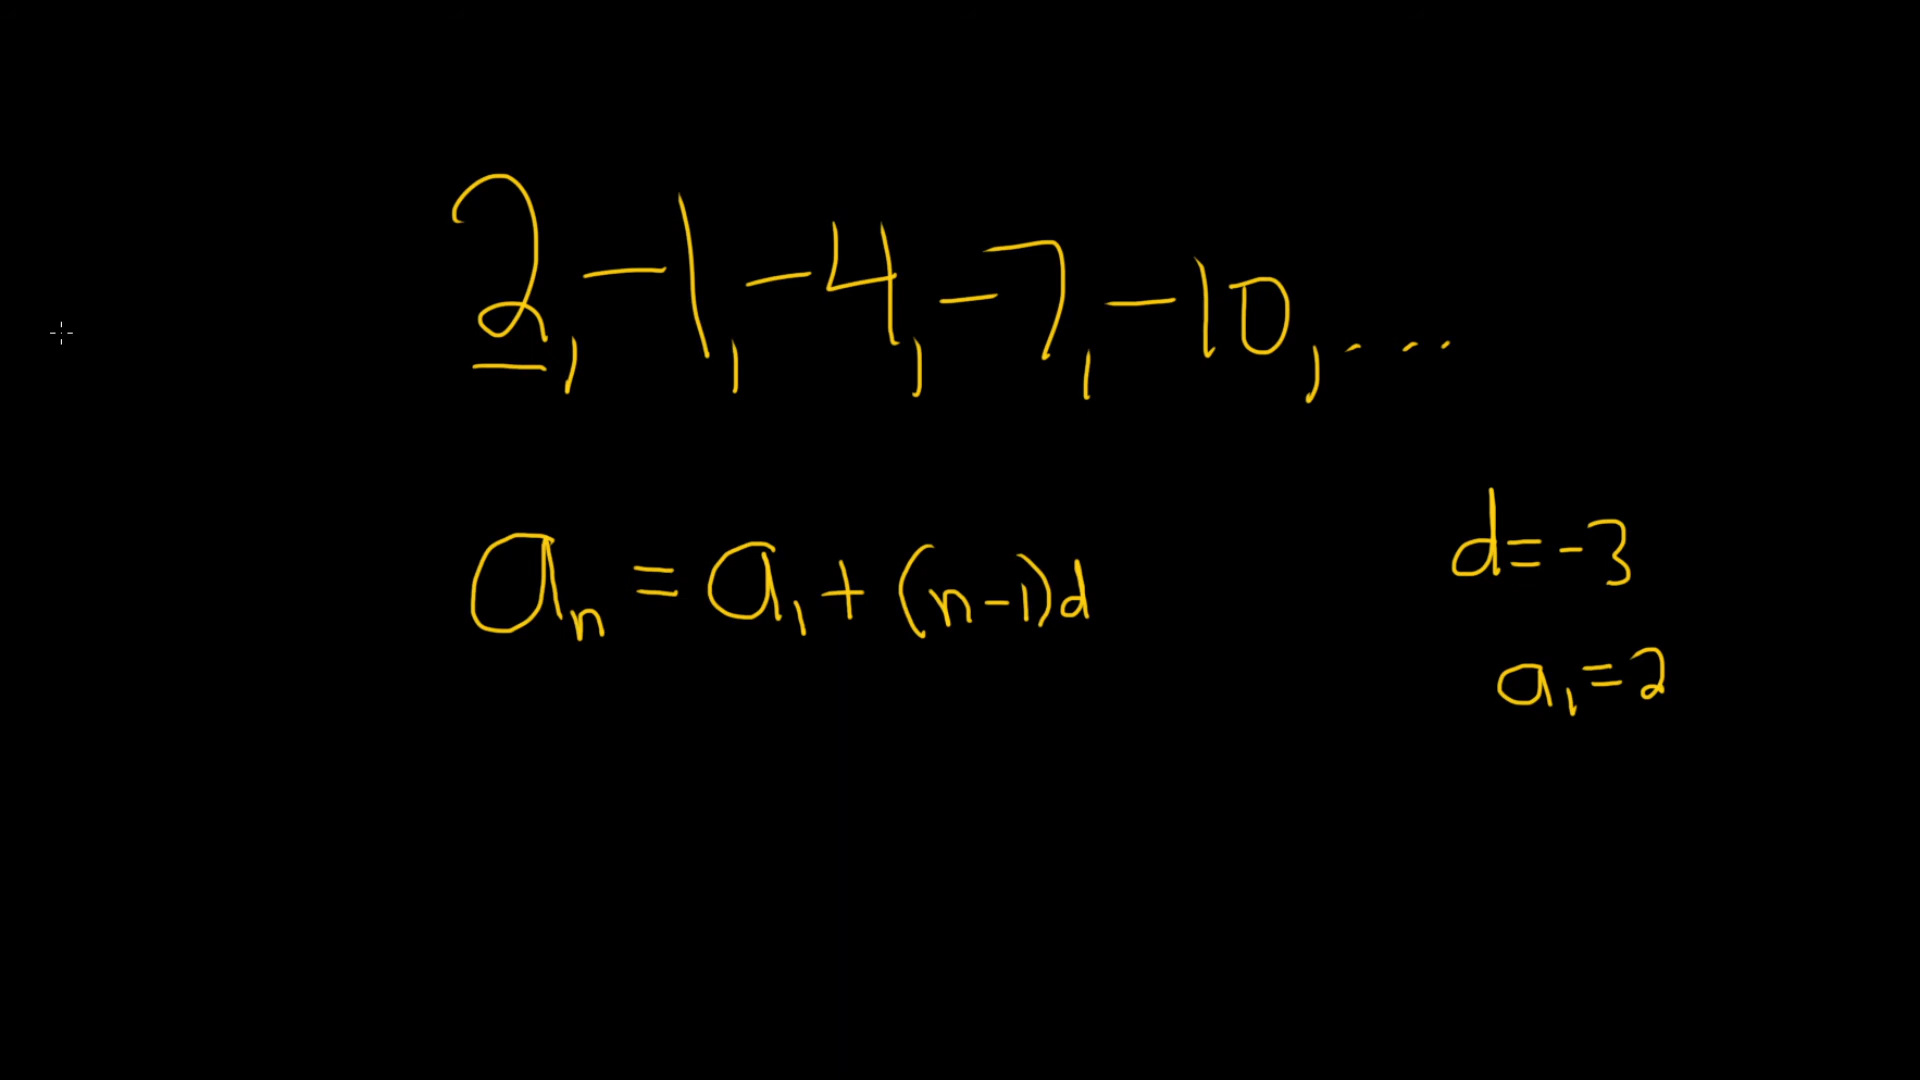 2, -1, -4, -7, -10, ...
aₙ = a₁ + (n-1)d
d = -3
a₁ = 2